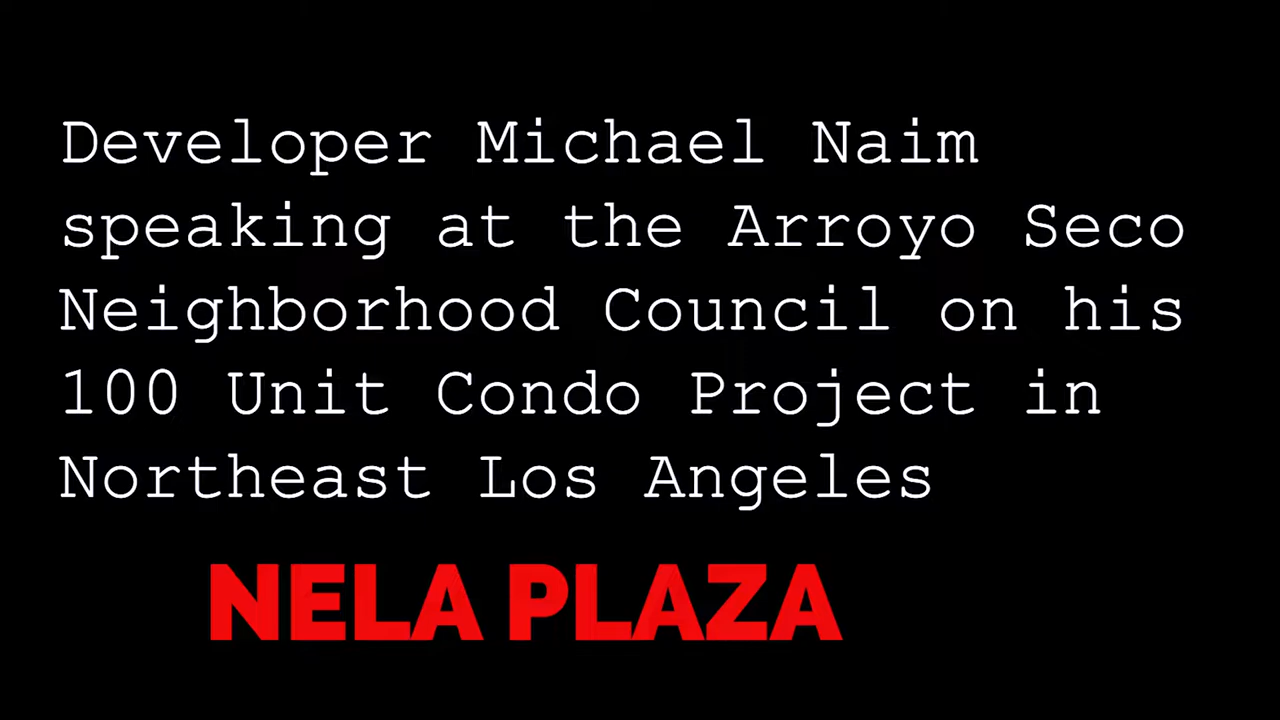 Developer Michael Naim
speaking at the Arroyo Seco
Neighborhood Council on his
100 Unit Condo Project in
Northeast Los Angeles
NELA PLAZA